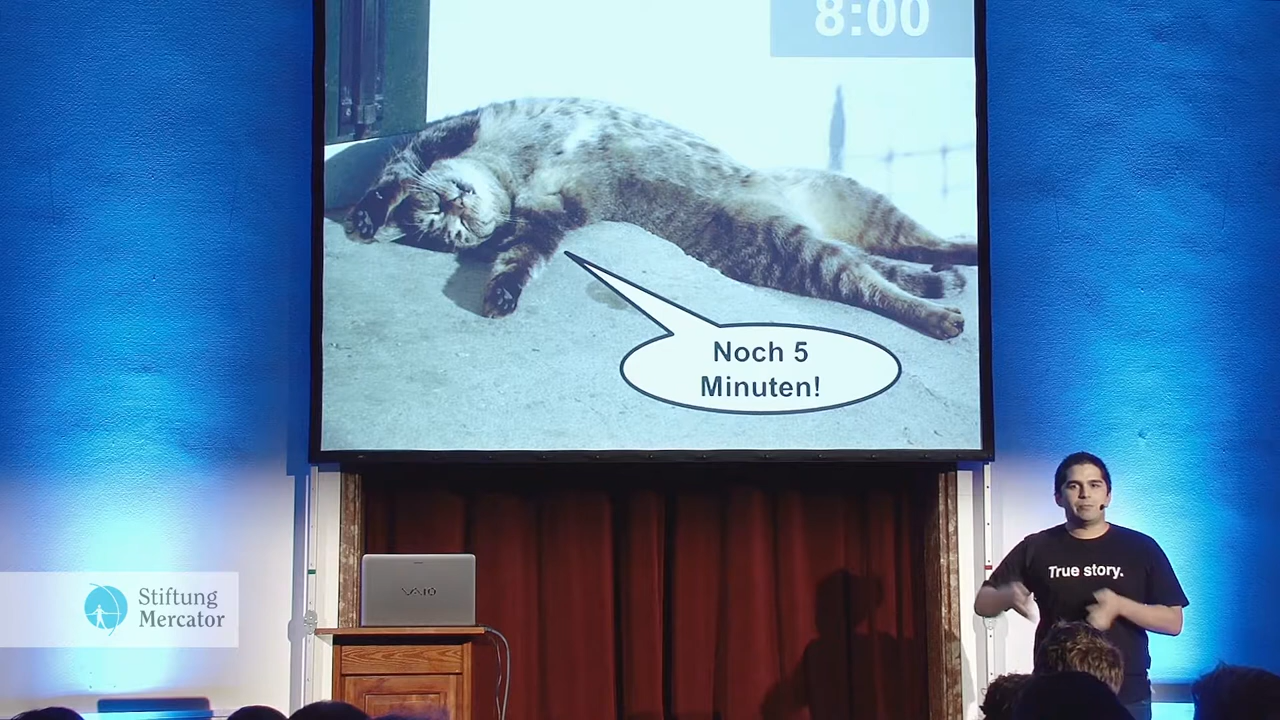 8:00
Noch 5
Minuten!
VAIO
True story.
Stiftung
Mercator